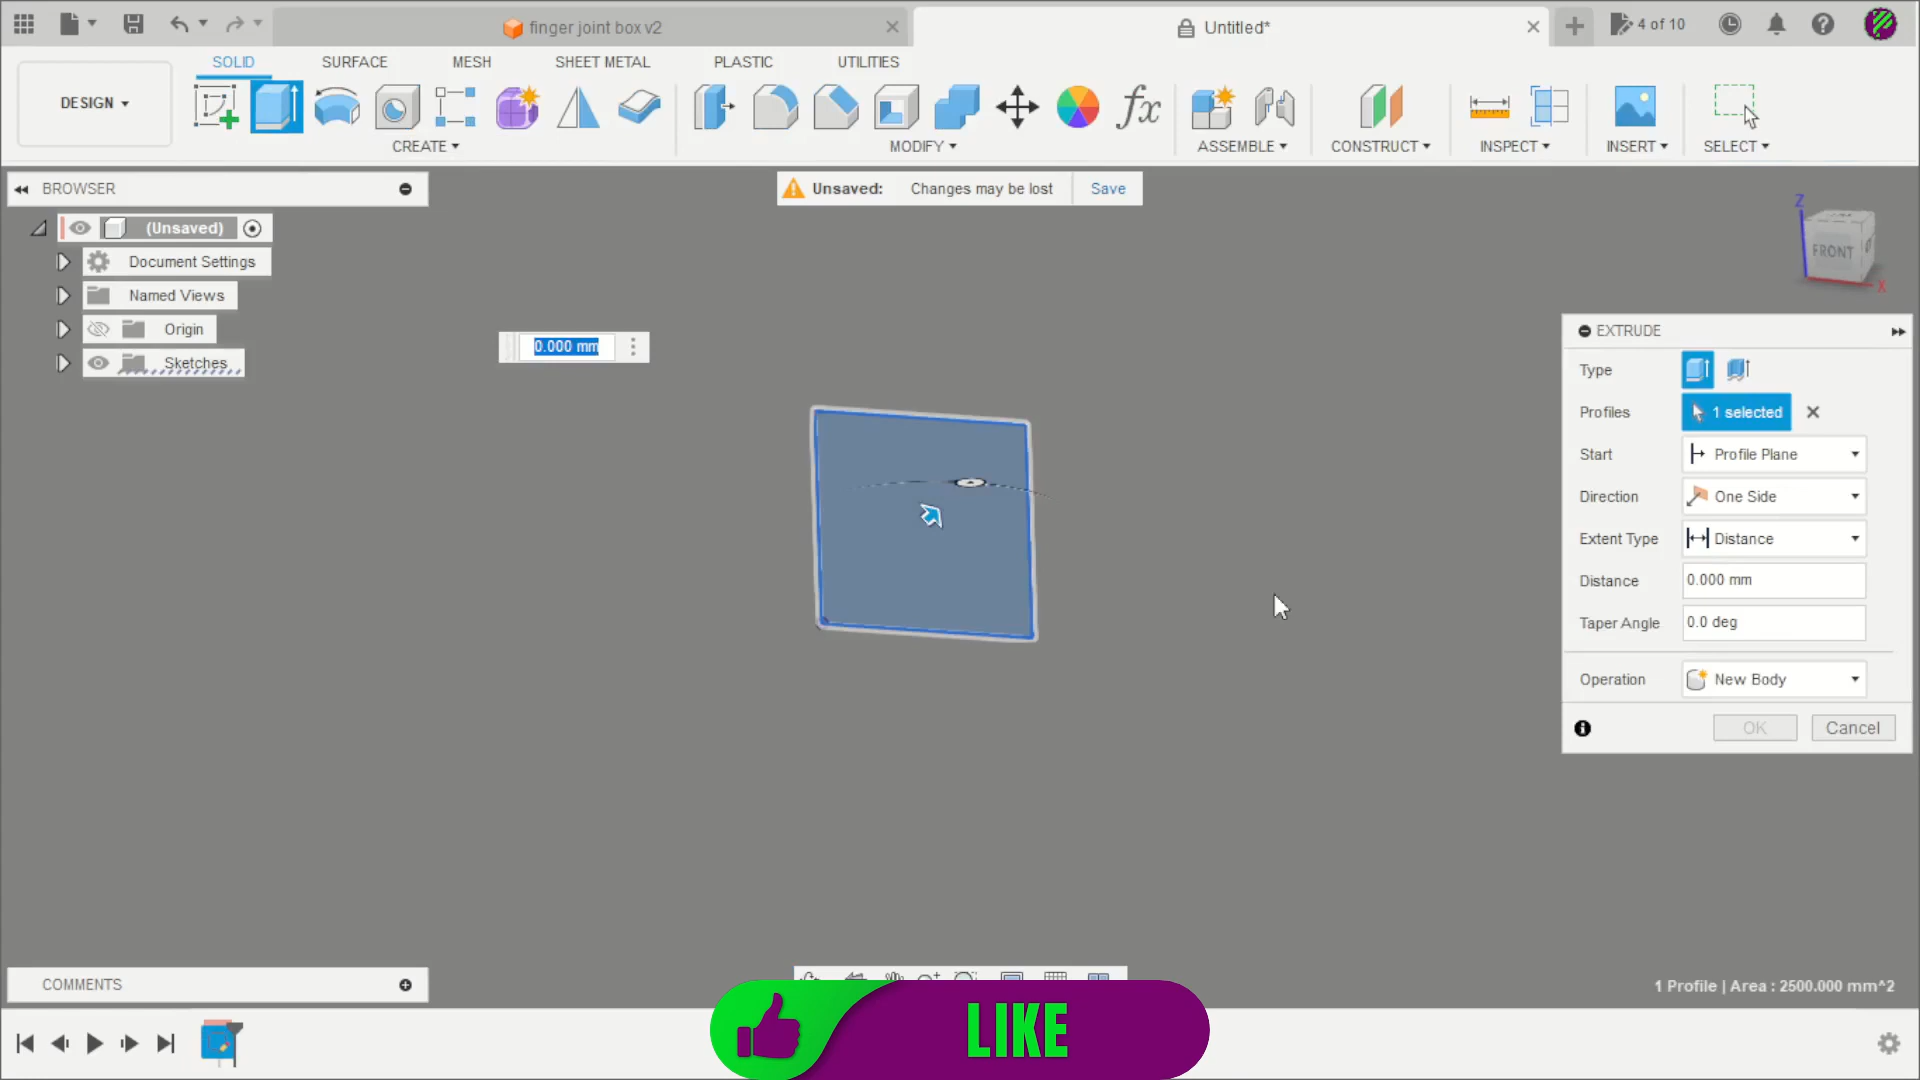 finger joint box v2
Untitled*
4 of 10
DESIGN
SOLID
SURFACE
MESH
SHEET METAL
PLASTIC
UTILITIES
fx
CREATE
MODIFY
ASSEMBLE
CONSTRUCT
INSPECT
INSERT
SELECT
BROWSER
Unsaved: Changes may be lost Save
(Unsaved)
Document Settings
Named Views
Origin
Sketches
0.000 mm
Z
FRONT
X
EXTRUDE
Type
Profiles 1 selected
Start Profile Plane
Direction One Side
Extent Type Distance
Distance 0.000 mm
Taper Angle 0.0 deg
Operation New Body
OK Cancel
COMMENTS
1 Profile | Area : 2500.000 mm^2
LIKE